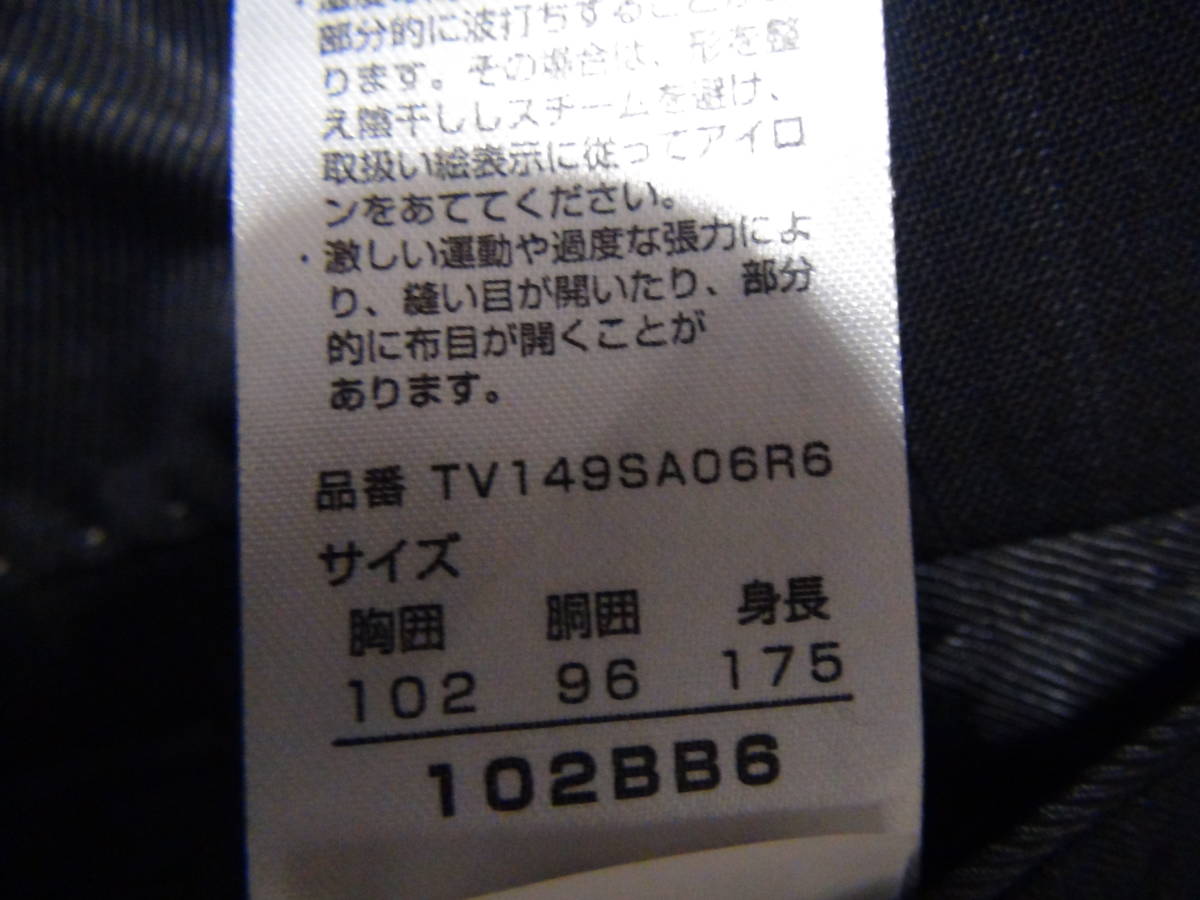 部分的に波打ちすることが
ります。その場合は、形を整
え陰干ししスチームを避け、
取扱い絵表示に従ってアイロ
ンをあててください。
・激しい運動や過度な張力によ
り、縫い目が開いたり、部分
的に布目が開くことが
あります。
品番 TV149SA06R6
サイズ
胸囲 胴囲 身長
102 96 175
102BB6